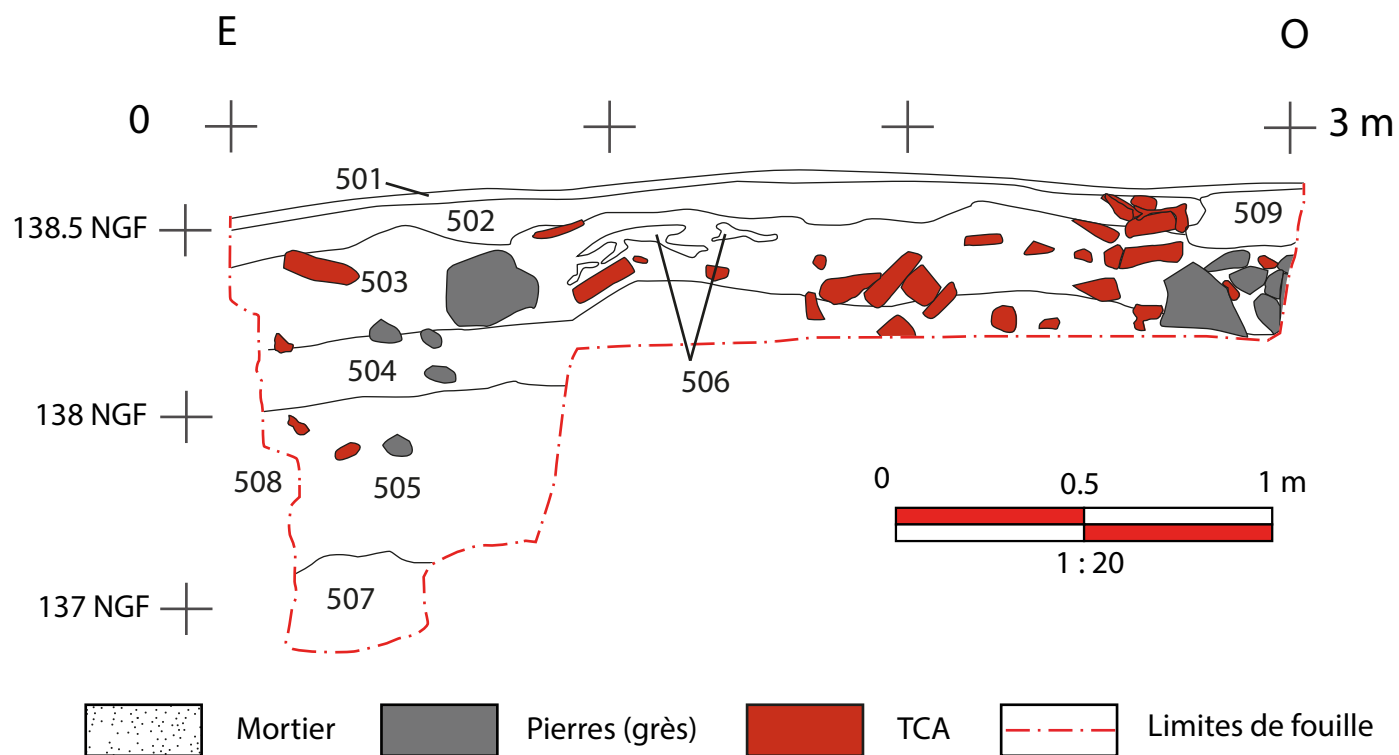 E O
0 3 m
501
502 509
138.5 NGF
503
504 506
138 NGF
508 505 0 0.5 1 m
1 : 20
137 NGF 507
Mortier Pierres (grès) TCA Limites de fouille